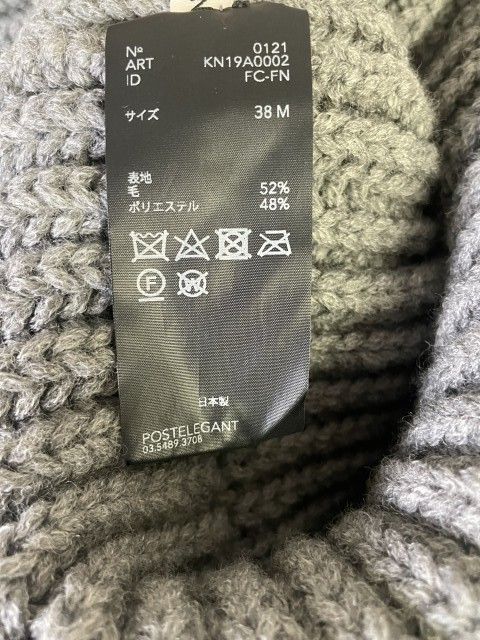 Nº 0121
ART KN19A0002
ID FC-FN
サイズ 38 M
表地
毛 52%
ポリエステル 48%
F W
日本製
POSTELEGANT
03.5489.3708